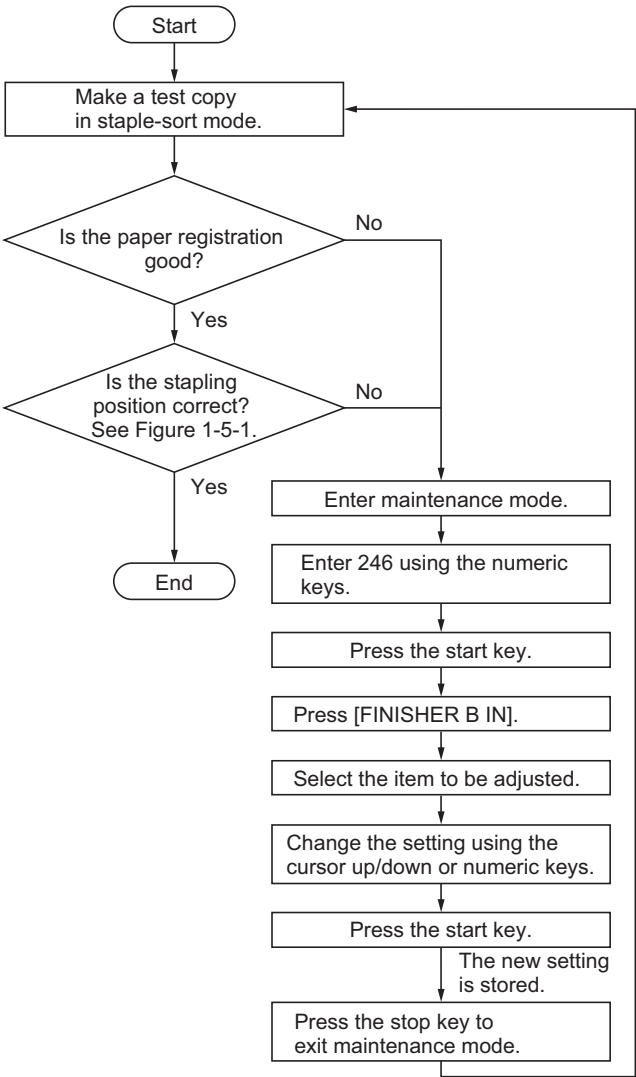 Start
Make a test copy
in staple-sort mode.
Is the paper registration
good?
No
Yes
Is the stapling
position correct?
See Figure 1-5-1.
No
Yes
End
Enter maintenance mode.
Enter 246 using the numeric
keys.
Press the start key.
Press [FINISHER B IN].
Select the item to be adjusted.
Change the setting using the
cursor up/down or numeric keys.
Press the start key.
The new setting
is stored.
Press the stop key to
exit maintenance mode.